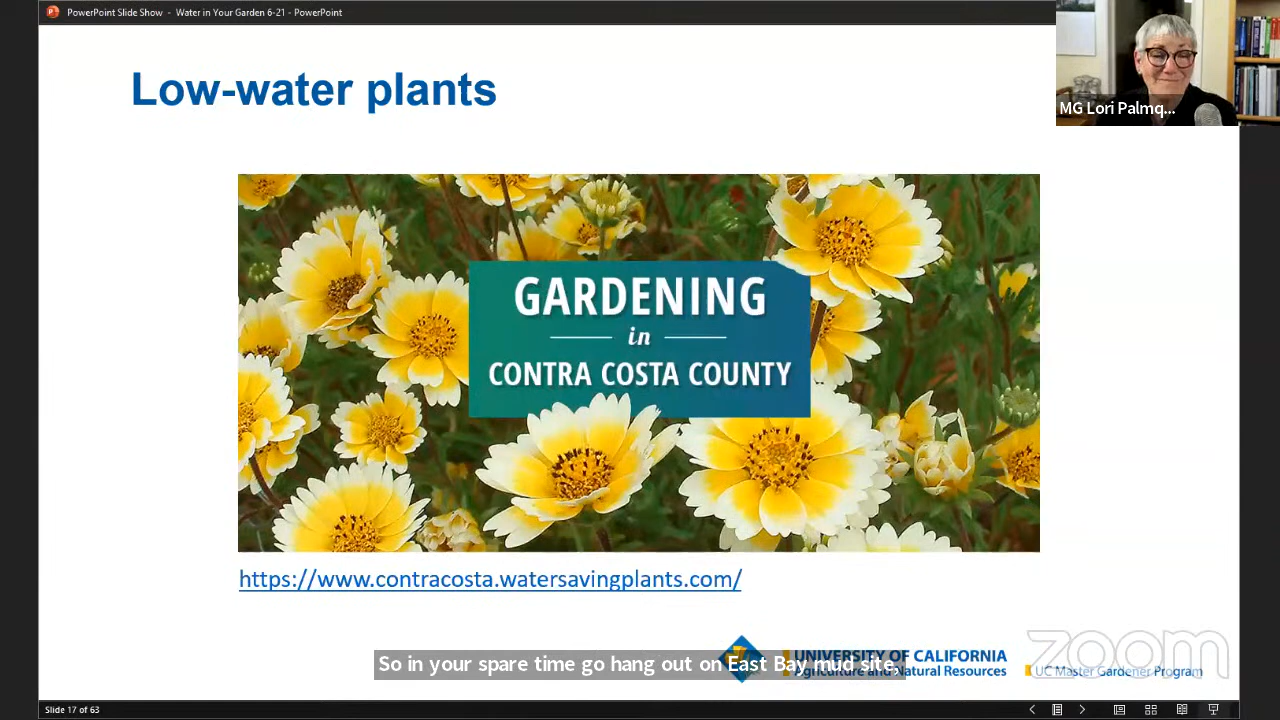 PowerPoint Slide Show - Water in Your Garden 6-21 - PowerPoint
Low-water plants
MG Lori Palmq...
GARDENING
in
CONTRA COSTA COUNTY
https://www.contracosta.watersavingplants.com/
So in your spare time go hang out on East Bay mud site,
UNIVERSITY OF CALIFORNIA
Agriculture and Natural Resources
UC Master Gardener Program
zoom
Slide 17 of 63